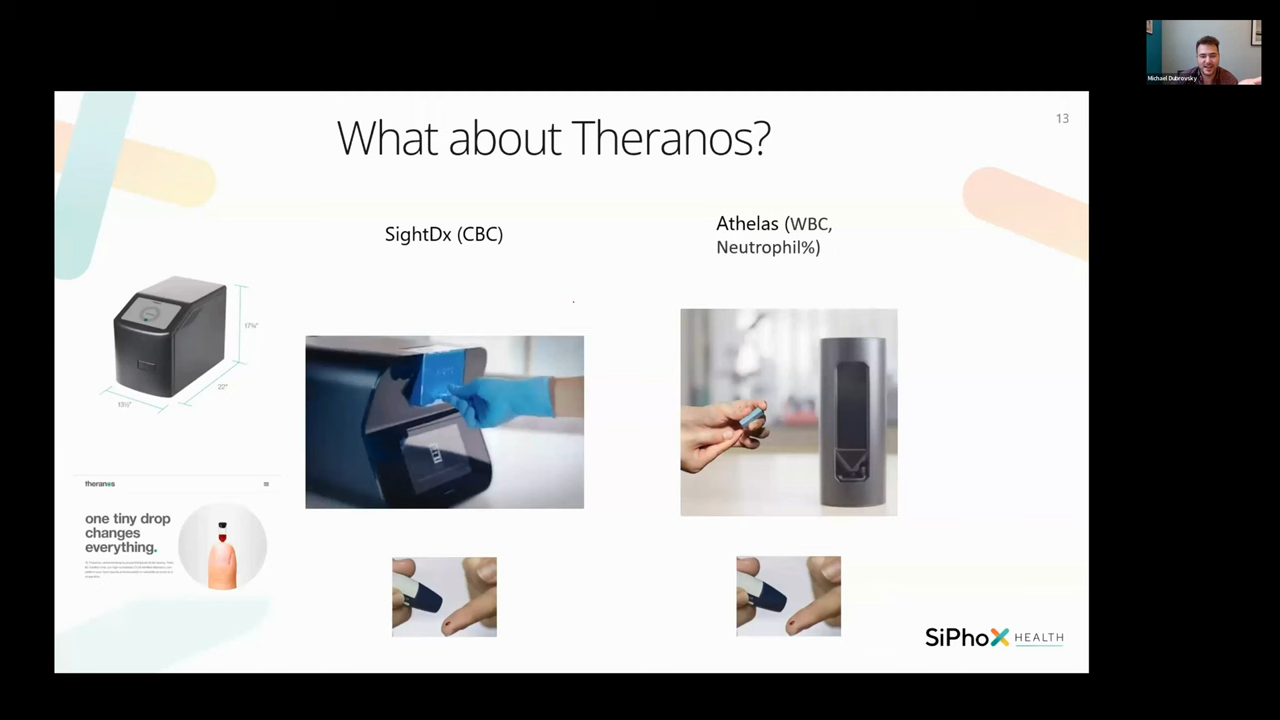 Michael Dubrovsky
13
What about Theranos?
SightDx (CBC)
Athelas (WBC,
Neutrophil%)
22"
theranos
one tiny drop
changes
everything.
SiPhoX HEALTH